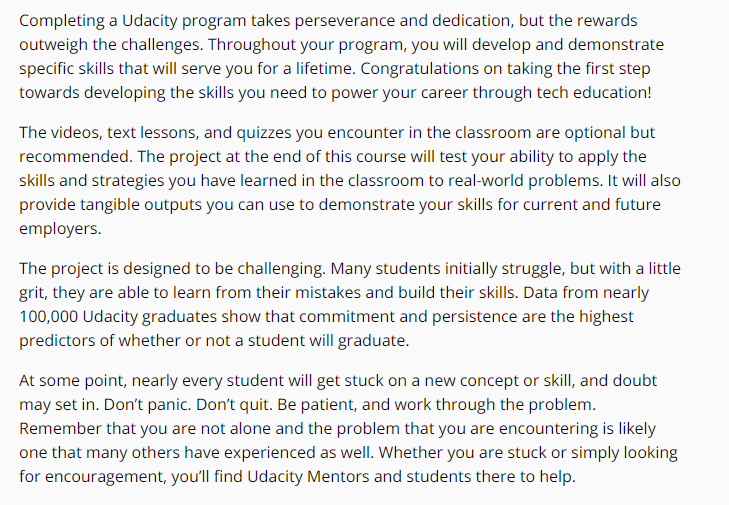 Completing a Udacity program takes perseverance and dedication, but the rewards
outweigh the challenges. Throughout your program, you will develop and demonstrate
specific skills that will serve you for a lifetime. Congratulations on taking the first step
towards developing the skills you need to power your career through tech education!
The videos, text lessons, and quizzes you encounter in the classroom are optional but
recommended. The project at the end of this course will test your ability to apply the
skills and strategies you have learned in the classroom to real-world problems. It will also
provide tangible outputs you can use to demonstrate your skills for current and future
employers.
The project is designed to be challenging. Many students initially struggle, but with a little
grit, they are able to learn from their mistakes and build their skills. Data from nearly
100,000 Udacity graduates show that commitment and persistence are the highest
predictors of whether or not a student will graduate.
At some point, nearly every student will get stuck on a new concept or skill, and doubt
may set in. Don’t panic. Don’t quit. Be patient, and work through the problem.
Remember that you are not alone and the problem that you are encountering is likely
one that many others have experienced as well. Whether you are stuck or simply looking
for encouragement, you’ll find Udacity Mentors and students there to help.